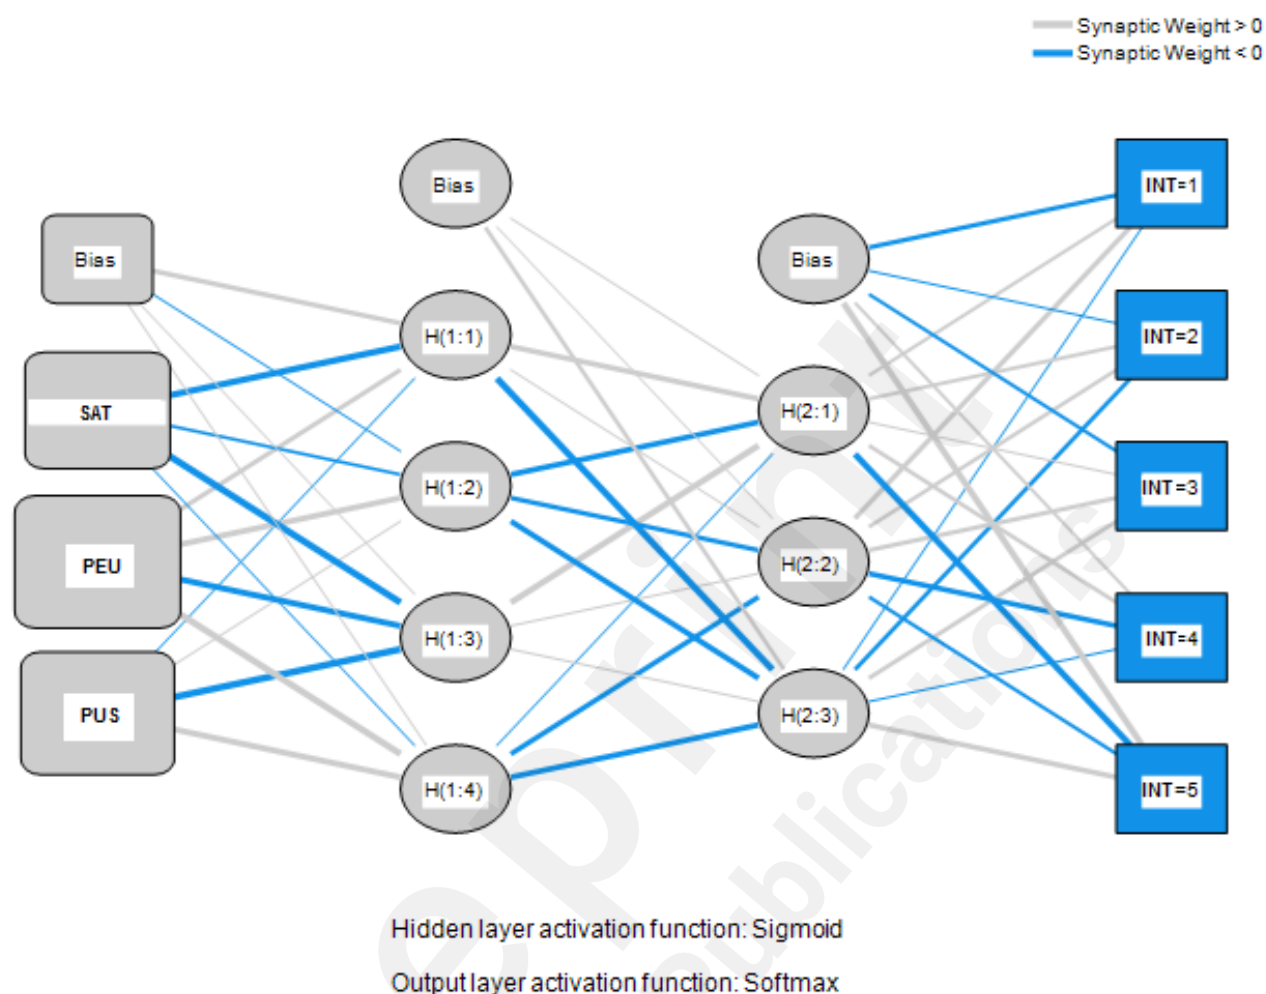 Synaptic Weight > 0
Synaptic Weight < 0
Bias
SAT
PEU
PUS
Bias
H(1:1)
H(1:2)
H(1:3)
H(1:4)
Bias
H(2:1)
H(2:2)
H(2:3)
INT=1
INT=2
INT=3
INT=4
INT=5
Hidden layer activation function: Sigmoid
Output layer activation function: Softmax
eprint
publications